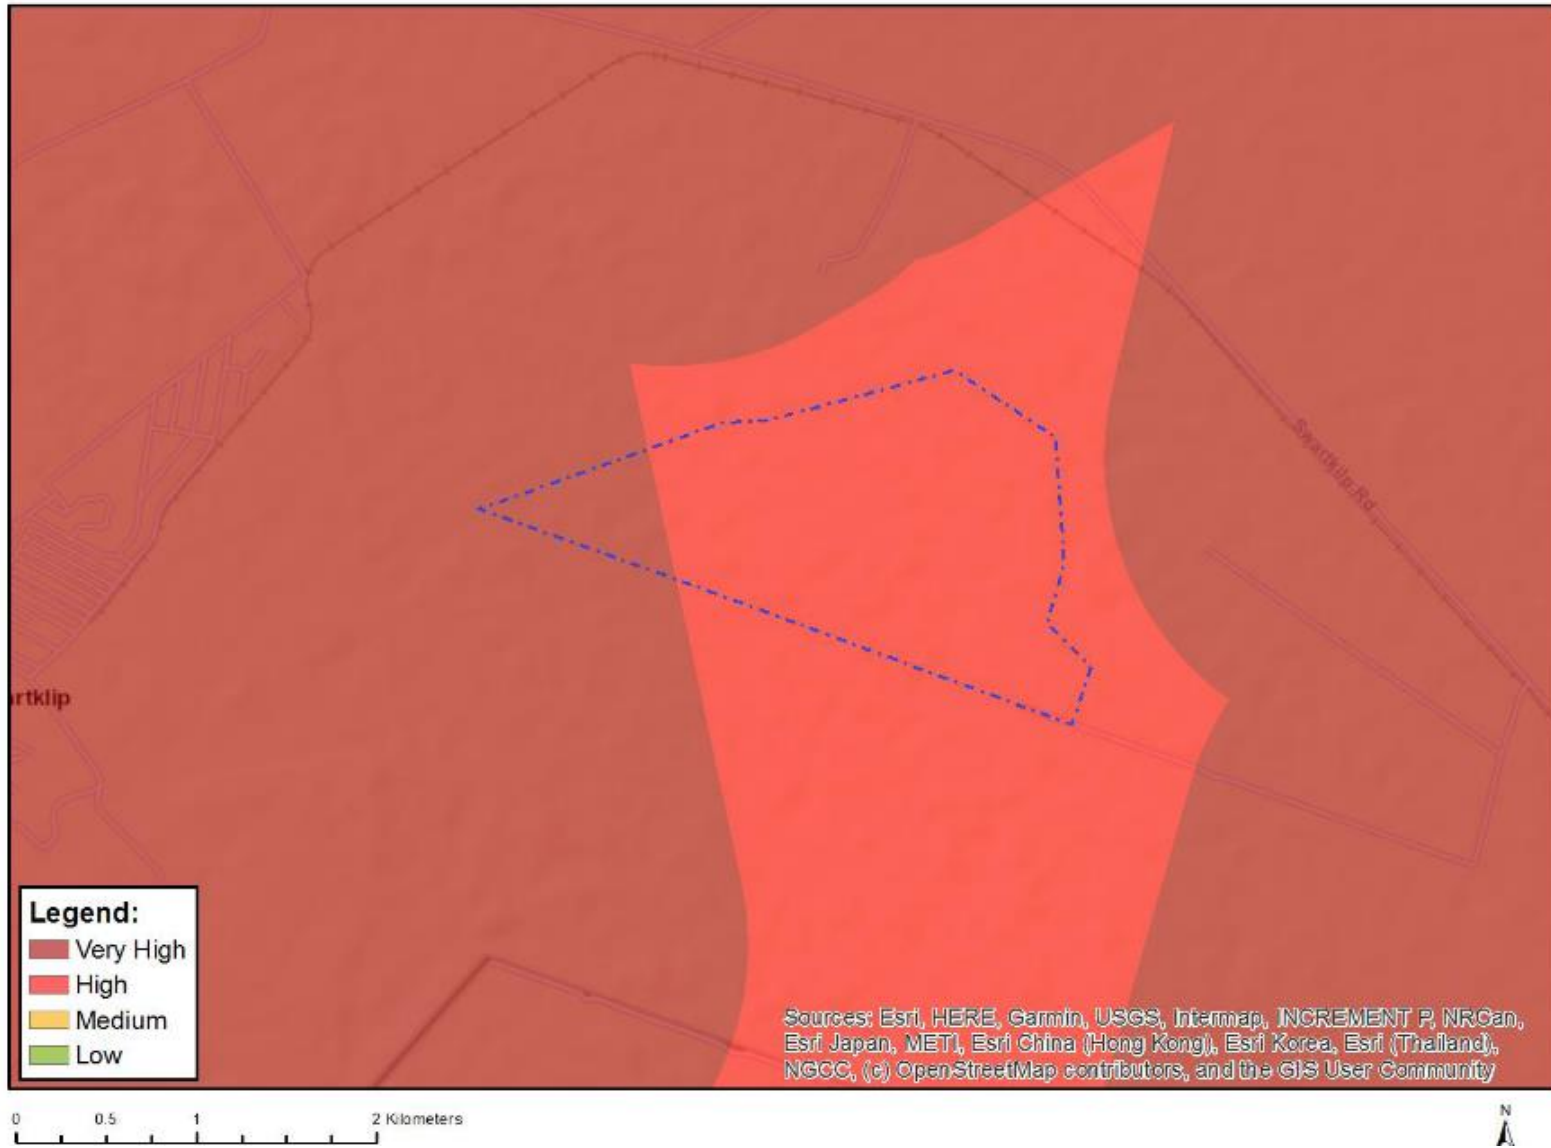 Swartklip Rd
rtklip
Legend:
Very High
High
Medium
Low
Sources: Esri, HERE, Garmin, USGS, Intermap, INCREMENT P, NRCan,
Esri Japan, METI, Esri China (Hong Kong), Esri Korea, Esri (Thailand),
NGCC, (c) OpenStreetMap contributors, and the GIS User Community
0 0.5 1 2 Kilometers
N